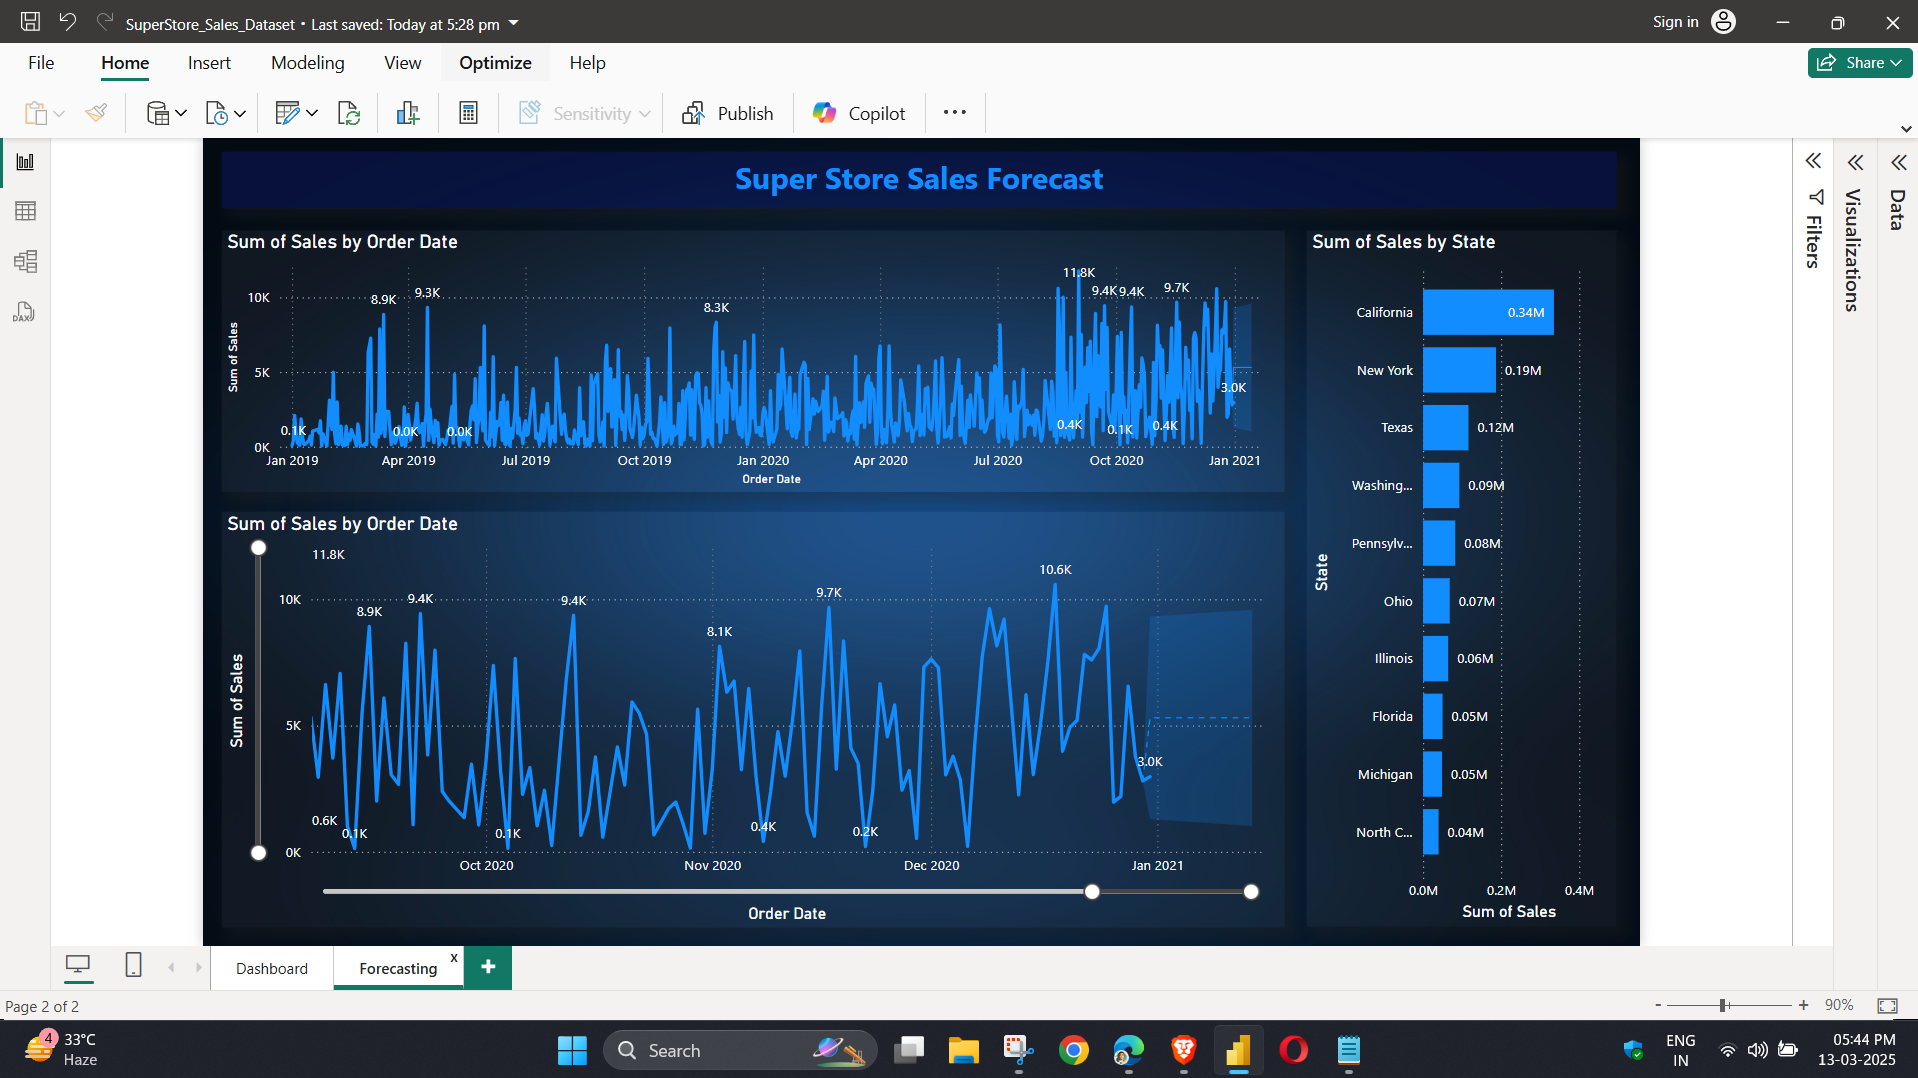 SuperStore_Sales_Dataset • Last saved: Today at 5:28 pm
Sign in
File Home Insert Modeling View Optimize Help
Share
Sensitivity Publish Copilot
Super Store Sales Forecast
Sum of Sales by Order Date
11.8K
9.3K
8.9K
8.3K
9.4K 9.4K
9.7K
10K
5K
0K
Sum of Sales
0.1K
0.0K
0.0K
0.4K
0.1K
0.4K
3.0K
Jan 2019 Apr 2019 Jul 2019 Oct 2019 Jan 2020 Apr 2020 Jul 2020 Oct 2020 Jan 2021
Order Date
Sum of Sales by Order Date
11.8K
8.9K
9.4K
9.4K
8.1K
9.7K
10.6K
10K
5K
0K
Sum of Sales
0.6K
0.1K
0.1K
0.4K
0.2K
3.0K
Oct 2020 Nov 2020 Dec 2020 Jan 2021
Order Date
Sum of Sales by State
State
California 0.34M
New York 0.19M
Texas 0.12M
Washing... 0.09M
Pennsylv... 0.08M
Ohio 0.07M
Illinois 0.06M
Florida 0.05M
Michigan 0.05M
North C... 0.04M
0.0M 0.2M 0.4M
Sum of Sales
Filters
Visualizations
Data
DAX
Dashboard Forecasting x +
Page 2 of 2
- + 90%
4
33°C
Haze
Search
ENG
IN
05:44 PM
13-03-2025